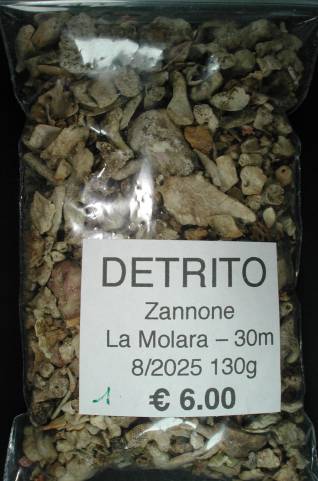 DETRITO
Zannone
La Molara – 30m
8/2025 130g
1 € 6.00